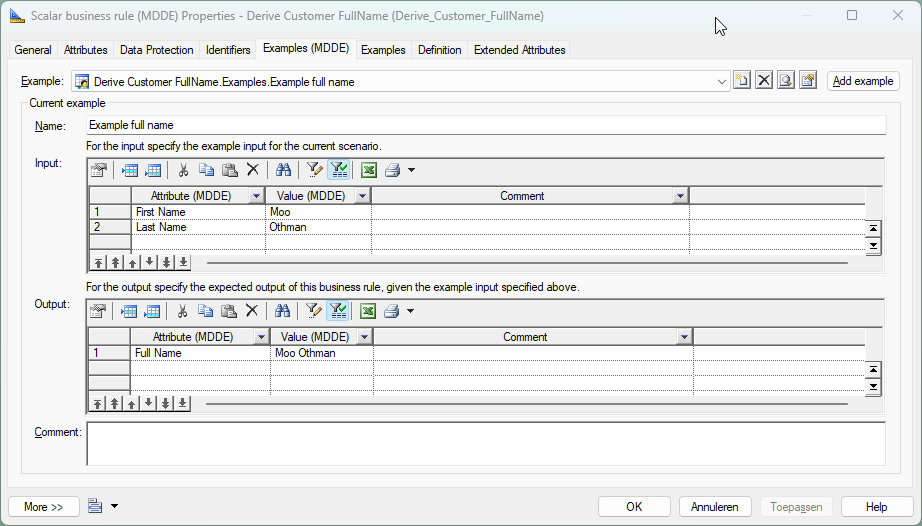 Scalar business rule (MDDE) Properties - Derive Customer FullName (Derive_Customer_FullName)
General Attributes Data Protection Identifiers Examples (MDDE) Examples Definition Extended Attributes
Example: Derive Customer FullName.Examples.Example full name Add example
Current example
Name: Example full name
For the input specify the example input for the current scenario.
Input:
Attribute (MDDE) Value (MDDE) Comment
1 First Name Moo
2 Last Name Othman
For the output specify the expected output of this business rule, given the example input specified above.
Output:
Attribute (MDDE) Value (MDDE) Comment
1 Full Name Moo Othman
Comment:
More >> OK Annuleren Toepassen Help